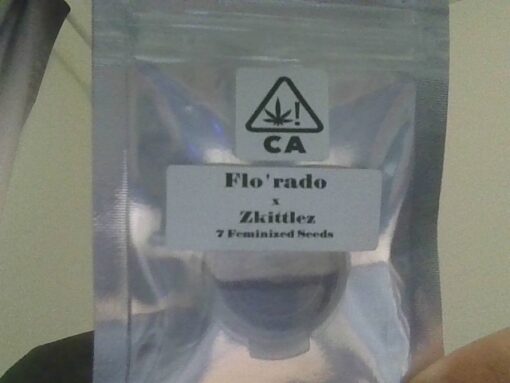 !
CA
Flo'rado
x
Zkittlez
7 Feminized Seeds